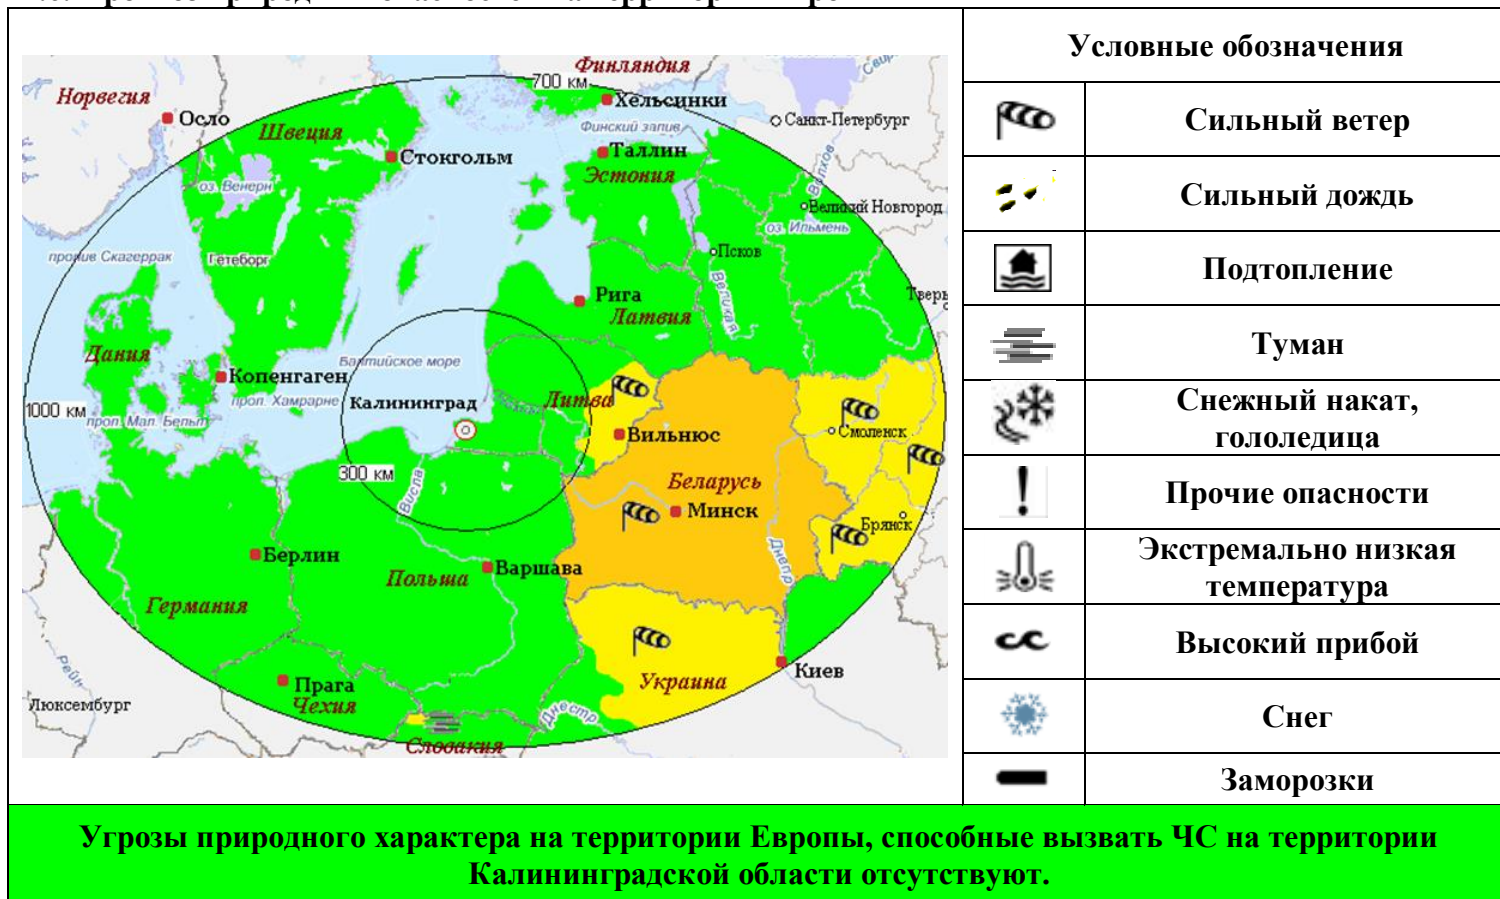 Условные обозначения
Сильный ветер
Сильный дождь
Подтопление
Туман
Снежный накат,
гололедица
Прочие опасности
Экстремально низкая
температура
Высокий прибой
Снег
Заморозки
Финляндия
700 км
Хельсинки
Норвегия
Осло
Швеция
Финский залив
Санкт-Петербург
Стокгольм
Таллин
Эстония
Волхов
оз. Венерн
Великий Новгород
оз. Ильмень
пролив Скагеррак
Гетеборг
Псков
Великая
Тверь
Рига
Латвия
Дания
Балтийское море
Копенгаген
1000 км
прол. Мал. Бельт
прол. Хамрарне
Калининград
Литва
Вильнюс
Смоленск
300 км
Висла
Беларусь
Минск
Брянск
Днепр
Берлин
Варшава
Польша
Германия
Рейн
Киев
Украина
Прага
Чехия
Люксембург
Днестр
Словакия
Угрозы природного характера на территории Европы, способные вызвать ЧС на территории
Калининградской области отсутствуют.